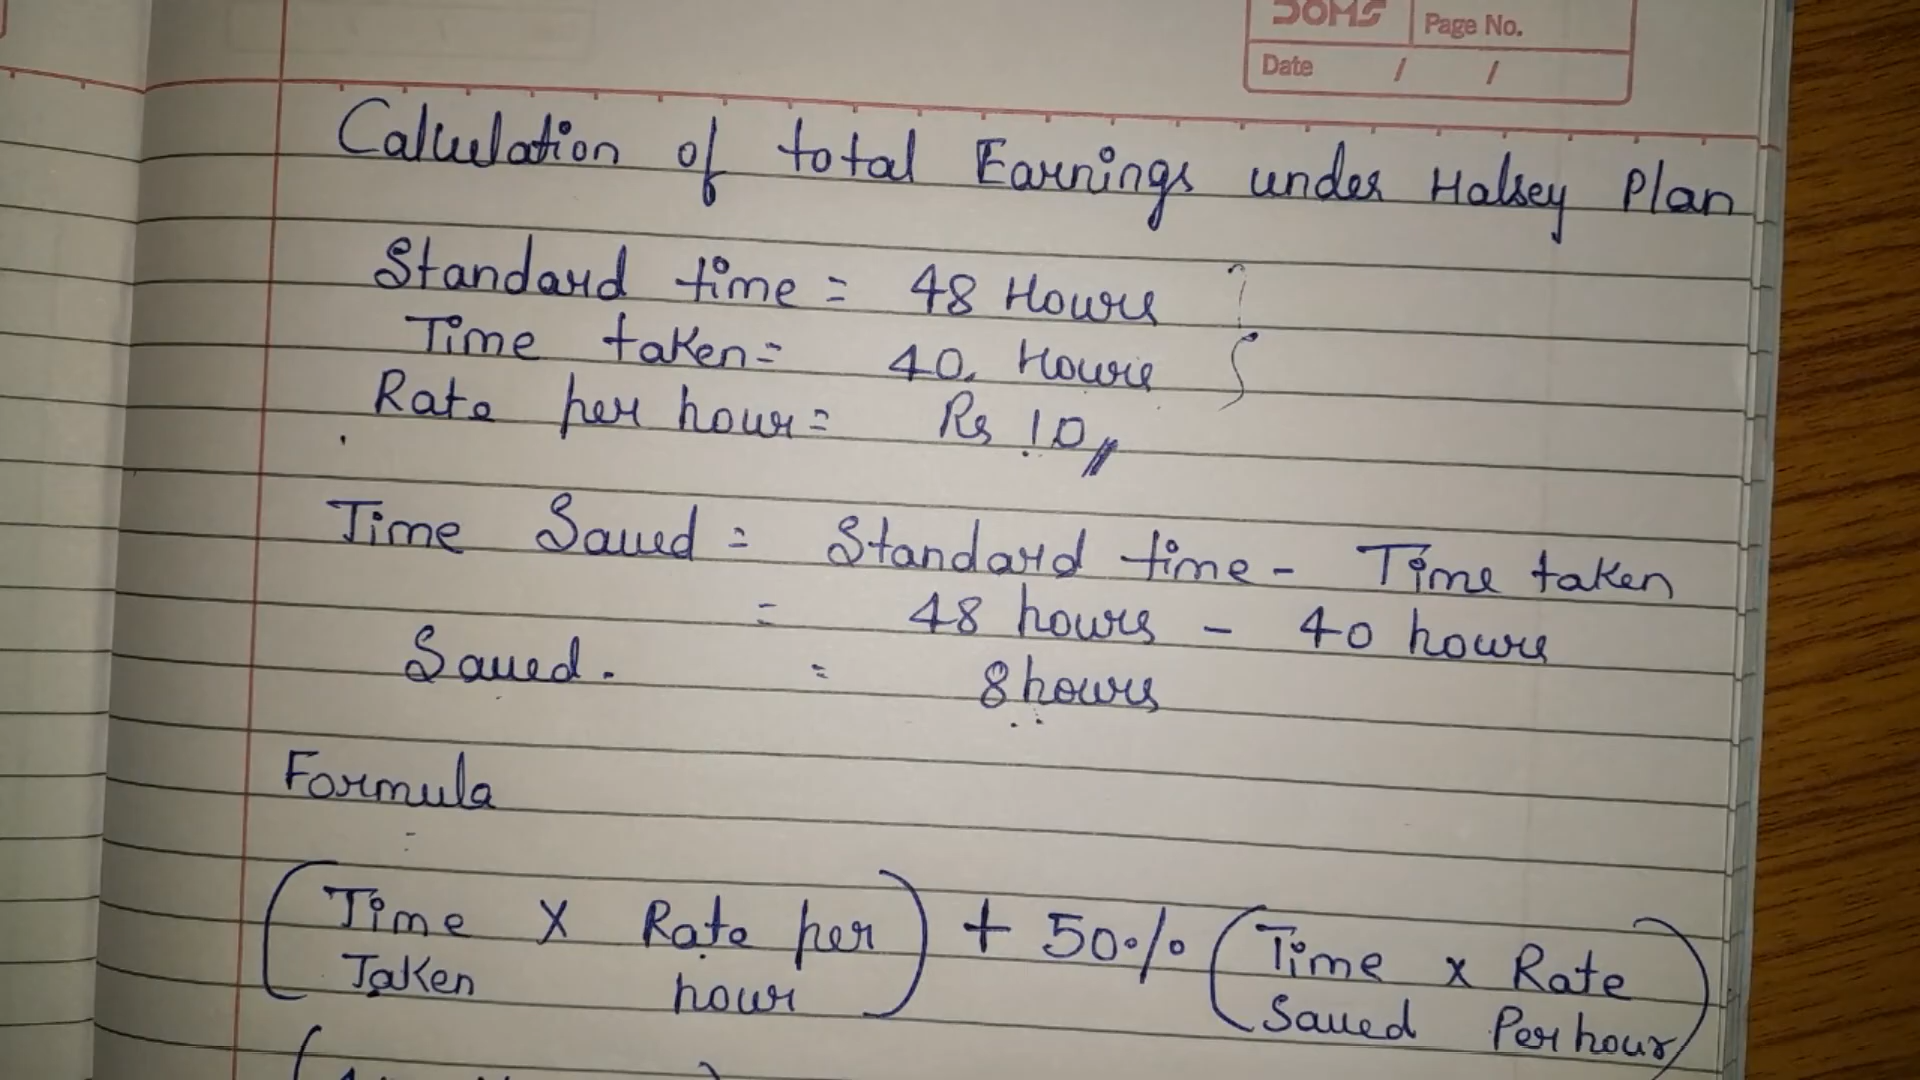 DOMS
Page No.
Date / /
Calculation of total Earnings under Halsey Plan
Standard time = 48 Hours
Time taken = 40. Hours
Rate per hour = Rs 10
Time Saved = Standard time - Time taken
= 48 hours - 40 hours
Saved. = 8 hours
Formula
(Time X Rate per) + 50% (Time x Rate
Taken hour Saved Per hour)